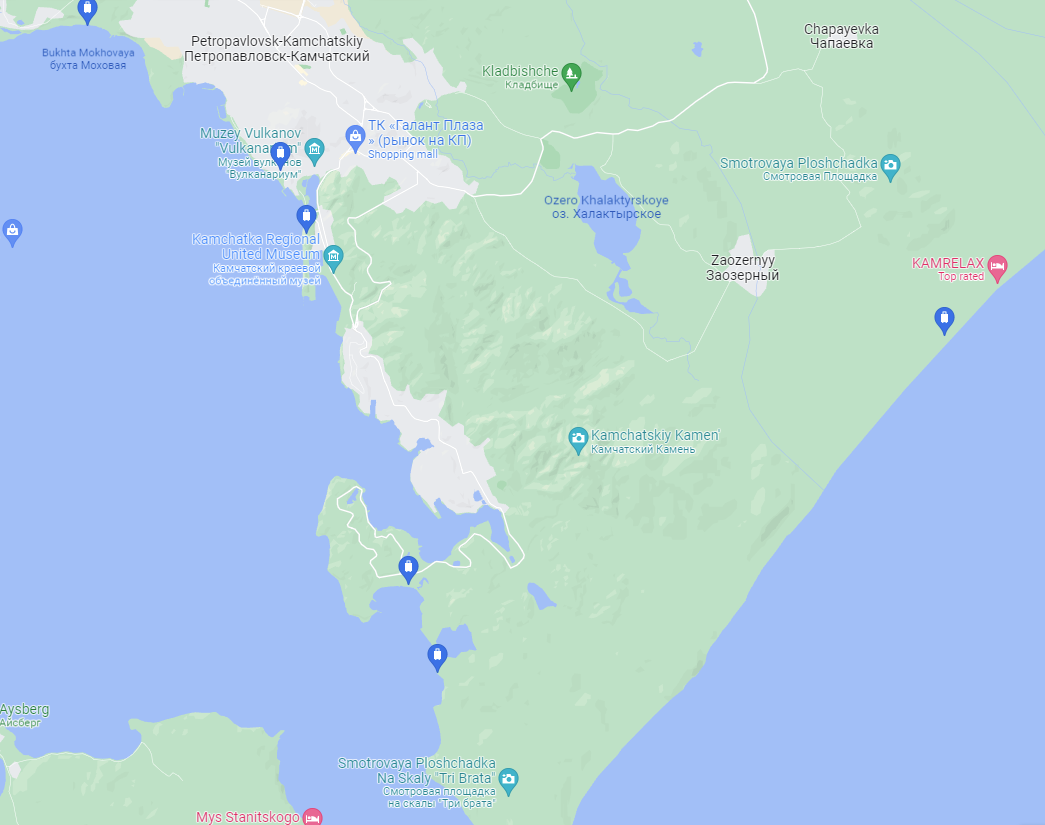 Chapayevka
Чапаевка
Petropavlovsk-Kamchatskiy
Петропавловск-Камчатский
Bukhta Mokhovaya
бухта Моховая
Kladbishche
Кладбище
ТК «Галант Плаза
» (рынок на КП)
Shopping mall
Muzey Vulkanov
"Vulkanarium"
Музей вулканов
"Вулканариум"
Smotrovaya Ploshchadka
Смотровая Площадка
Ozero Khalaktyrskoye
оз. Халактырское
Kamchatka Regional
United Museum
Камчатский краевой
объединённый музей
Zaozernyy
Заозерный
KAMRELAX
Top rated
Kamchatskiy Kamen'
Камчатский Камень
Aysberg
Айсберг
Smotrovaya Ploshchadka
Na Skaly "Tri Brata"
Смотровая площадка
на скалы "Три брата"
Mys Stanitskogo